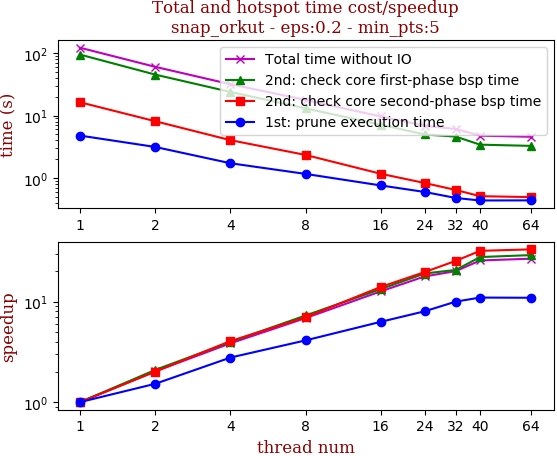 Total and hotspot time cost/speedup
snap_orkut - eps:0.2 - min_pts:5
time (s)
10²
10¹
10⁰
Total time without IO
2nd: check core first-phase bsp time
2nd: check core second-phase bsp time
1st: prune execution time
1 2 4 8 16 24 32 40 64
speedup
10¹
10⁰
1 2 4 8 16 24 32 40 64
thread num